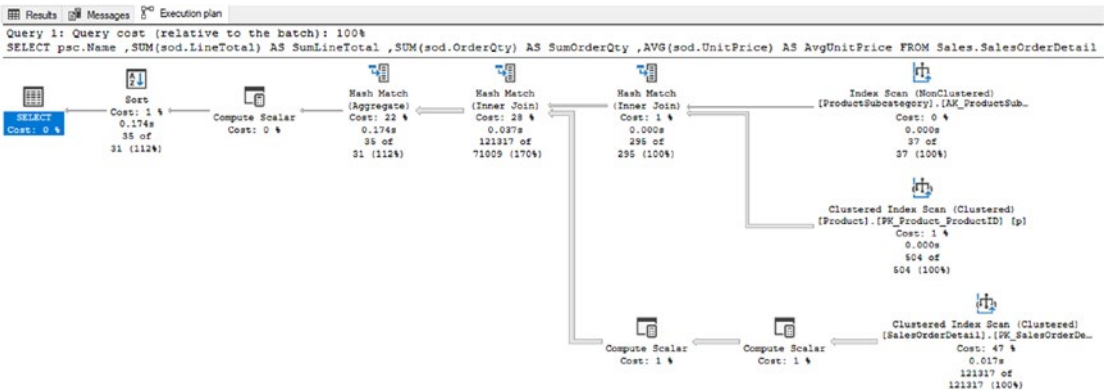 Results Messages Execution plan
Query 1: Query cost (relative to the batch): 100%
SELECT psc.Name ,SUM(sod.LineTotal) AS SumLineTotal ,SUM(sod.OrderQty) AS SumOrderQty ,AVG(sod.UnitPrice) AS AvgUnitPrice FROM Sales.SalesOrderDetail
SELECT
Cost: 0 %
Sort
Cost: 1 %
0.174s
35 of
31 (112%)
Compute Scalar
Cost: 0 %
Hash Match
(Aggregate)
Cost: 22 %
0.174s
35 of
31 (112%)
Hash Match
(Inner Join)
Cost: 28 %
0.037s
121317 of
71009 (170%)
Hash Match
(Inner Join)
Cost: 1 %
0.000s
295 of
295 (100%)
Index Scan (NonClustered)
[ProductSubcategory].[AK_ProductSub…
Cost: 0 %
0.000s
37 of
37 (100%)
Clustered Index Scan (Clustered)
[Product].[PK_Product_ProductID] [p]
Cost: 1 %
0.000s
504 of
504 (100%)
Compute Scalar
Cost: 1 %
Compute Scalar
Cost: 1 %
Clustered Index Scan (Clustered)
[SalesOrderDetail].[PK_SalesOrderDe…
Cost: 47 %
0.017s
121317 of
121317 (100%)